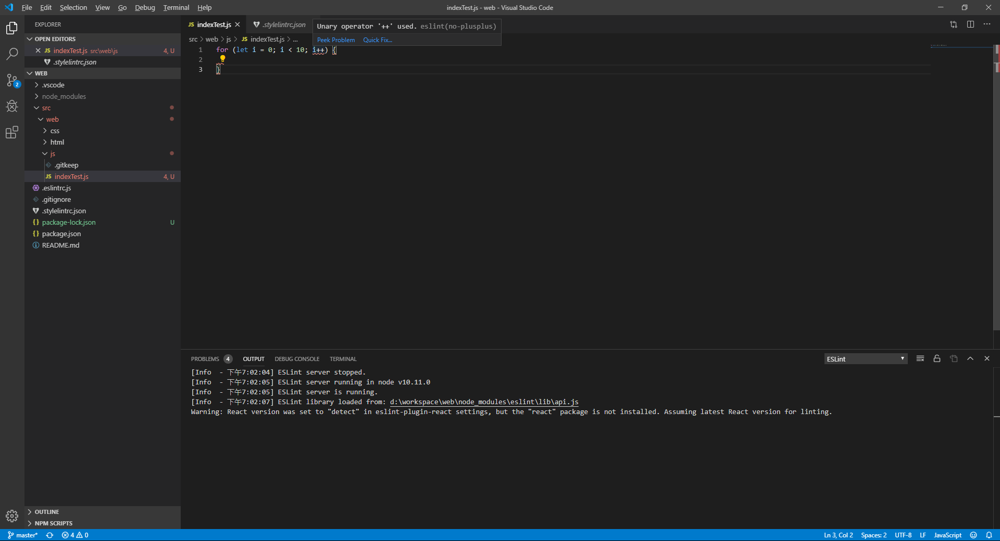 File Edit Selection View Go Debug Terminal Help
indexTest.js - web - Visual Studio Code
EXPLORER
OPEN EDITORS
JS indexTest.js src\web\js 4, U
.stylelintrc.json
WEB
.vscode
node_modules
src
web
css
html
js
.gitkeep
JS indexTest.js 4, U
.eslintrc.js
.gitignore
.stylelintrc.json
{} package-lock.json U
{} package.json
README.md
OUTLINE
NPM SCRIPTS
2
JS indexTest.js
.stylelintrc.json
Unary operator '++' used. eslint(no-plusplus)
Peek Problem Quick Fix...
src > web > js > JS indexTest.js > ...
1 for (let i = 0; i < 10; i++) {
2
3 }
PROBLEMS 4 OUTPUT DEBUG CONSOLE TERMINAL
ESLint
[Info - 下午7:02:04] ESLint server stopped.
[Info - 下午7:02:05] ESLint server running in node v10.11.0
[Info - 下午7:02:05] ESLint server is running.
[Info - 下午7:02:07] ESLint library loaded from: d:\workspace\web\node_modules\eslint\lib\api.js
Warning: React version was set to "detect" in eslint-plugin-react settings, but the "react" package is not installed. Assuming latest React version for linting.
master* 4 0
Ln 3, Col 2 Spaces: 2 UTF-8 LF JavaScript